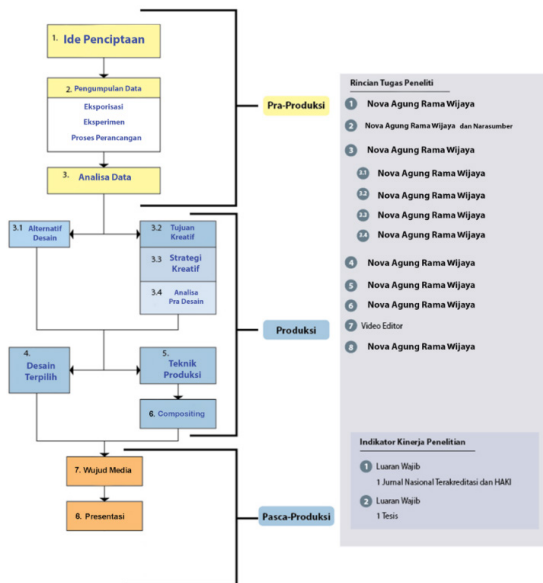 1. Ide Penciptaan
2. Pengumpulan Data
Eksporisasi
Eksperimen
Proses Perancangan
3. Analisa Data
Pra-Produksi
3.1 Alternatif
Desain
3.2 Tujuan
Kreatif
3.3 Strategi
Kreatif
3.4 Analisa
Pra Desain
Produksi
4.
Desain
Terpilih
5.
Teknik
Produksi
6. Compositing
7. Wujud Media
6. Presentasi
Pasca-Produksi
Rincian Tugas Peneliti
1 Nova Agung Rama Wijaya
2 Nova Agung Rama Wijaya dan Narasumber
3 Nova Agung Rama Wijaya
3.1 Nova Agung Rama Wijaya
3.2 Nova Agung Rama Wijaya
3.3 Nova Agung Rama Wijaya
3.4 Nova Agung Rama Wijaya
4 Nova Agung Rama Wijaya
5 Nova Agung Rama Wijaya
6 Nova Agung Rama Wijaya
7 Video Editor
8 Nova Agung Rama Wijaya
Indikator Kinerja Penelitian
1 Luaran Wajib
1 Jurnal Nasional Terakreditasi dan HAKI
2 Luaran Wajib
1 Tesis